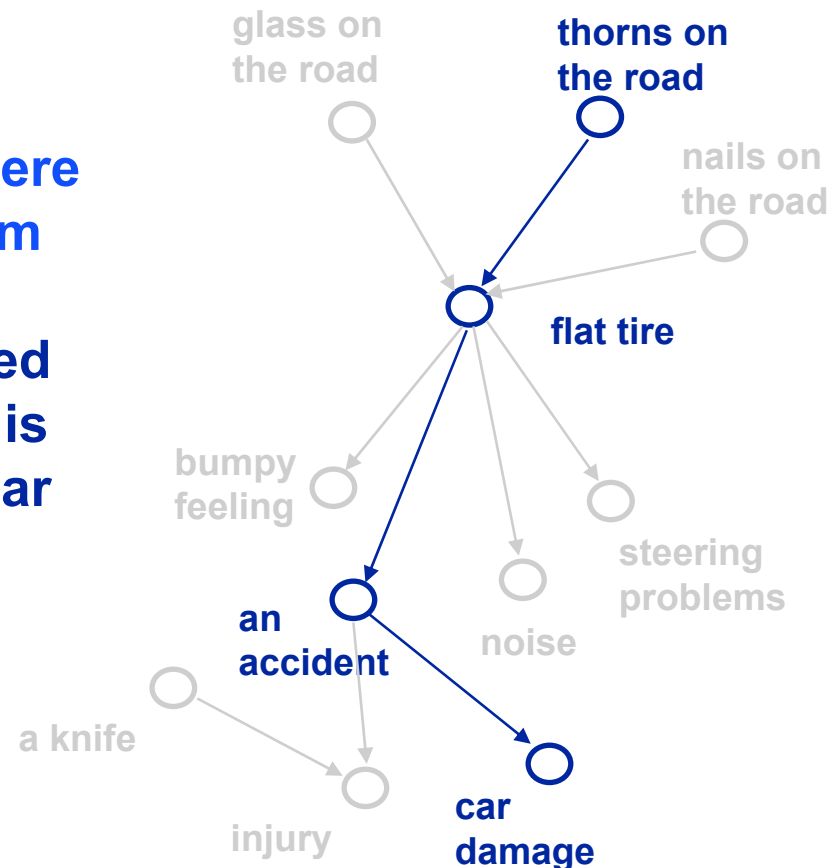 glass on
the road
thorns on
the road
nails on
the road
ere
m
flat tire
ed
is
ar
bumpy
feeling
steering
problems
an
accident
noise
a knife
car
damage
injury